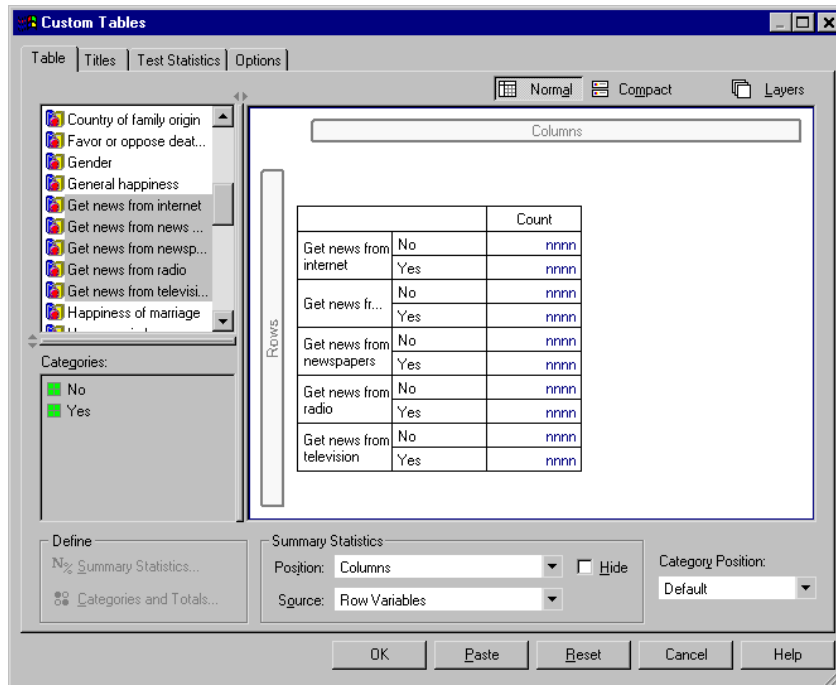 Custom Tables
Table Titles Test Statistics Options
Normal Compact Layers
Country of family origin
Favor or oppose deat...
Gender
General happiness
Get news from internet
Get news from news ...
Get news from newsp...
Get news from radio
Get news from televisi...
Happiness of marriage
Categories:
No
Yes
Columns
Rows
Count
Get news from internet No nnnn
Yes nnnn
Get news fr... No nnnn
Yes nnnn
Get news from newspapers No nnnn
Yes nnnn
Get news from radio No nnnn
Yes nnnn
Get news from television No nnnn
Yes nnnn
Define
N% Summary Statistics...
Categories and Totals...
Summary Statistics
Position: Columns Hide
Source: Row Variables
Category Position:
Default
OK Paste Reset Cancel Help